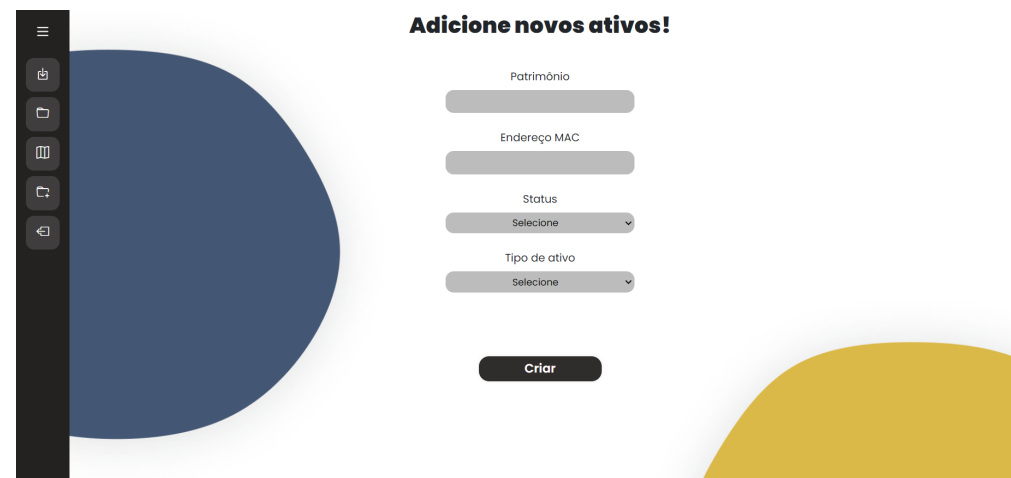 Adicione novos ativos!
Patrimônio
Endereço MAC
Status
Selecione
Tipo de ativo
Selecione
Criar